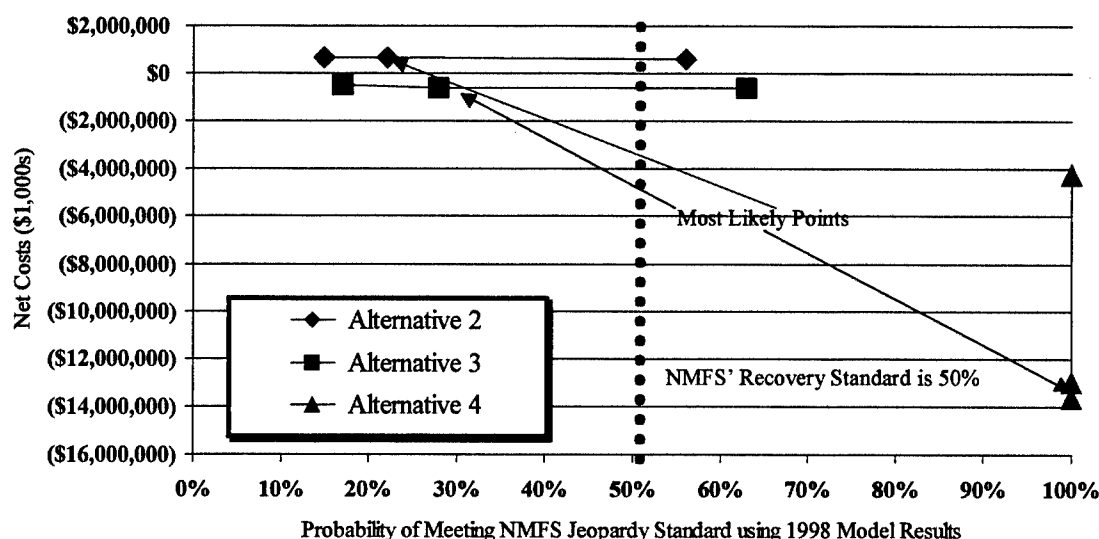 $2,000,000
$0
($2,000,000)
($4,000,000)
($6,000,000)
($8,000,000)
($10,000,000)
($12,000,000)
($14,000,000)
($16,000,000)
Net Costs ($1,000s)
Most Likely Points
Alternative 2
Alternative 3
Alternative 4
NMFS' Recovery Standard is 50%
0% 10% 20% 30% 40% 50% 60% 70% 80% 90% 100%
Probability of Meeting NMFS Jeopardy Standard using 1998 Model Results